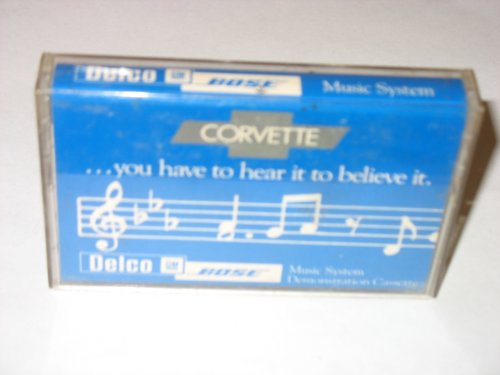 Delco GM BOSE Music System
CORVETTE
...you have to hear it to believe it.
Delco GM BOSE Music System
Demonstration Cassette